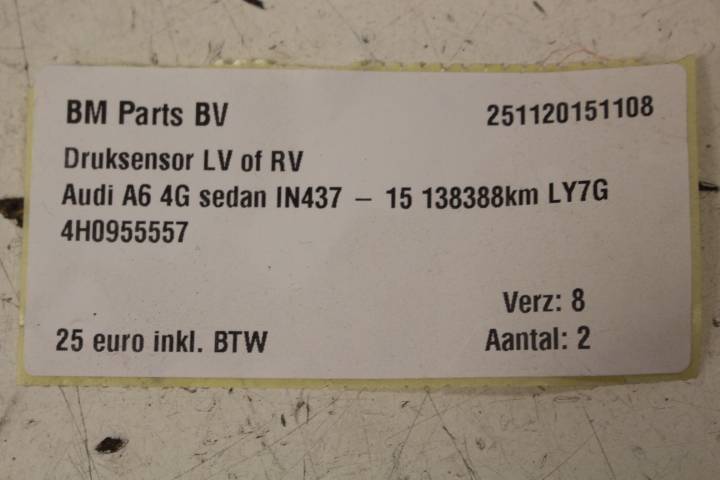 BM Parts BV 251120151108
Druksensor LV of RV
Audi A6 4G sedan IN437 – 15 138388km LY7G
4H0955557
Verz: 8
25 euro inkl. BTW Aantal: 2